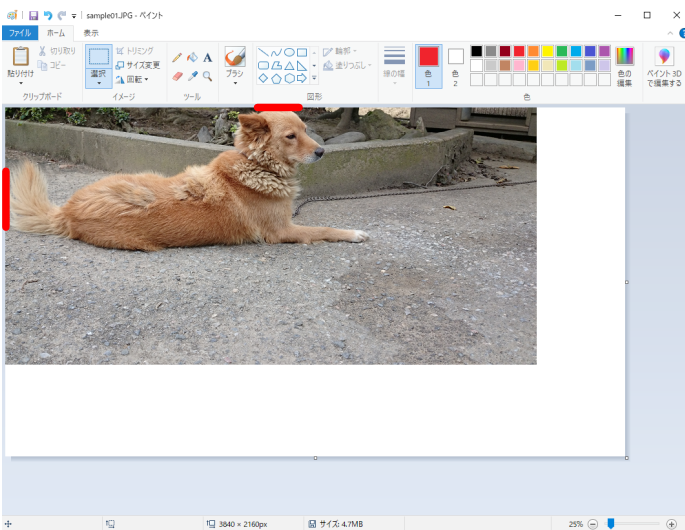 sample01.JPG - ペイント
ファイル ホーム 表示
貼り付け
切り取り
コピー
クリップボード
選択
トリミング
サイズ変更
回転
イメージ
A
ツール
ブラシ
輪郭
塗りつぶし
図形
線の幅
色
1
色
2
色の
編集
色
ペイント 3D
で編集する
3840 × 2160px
サイズ: 4.7MB
25%